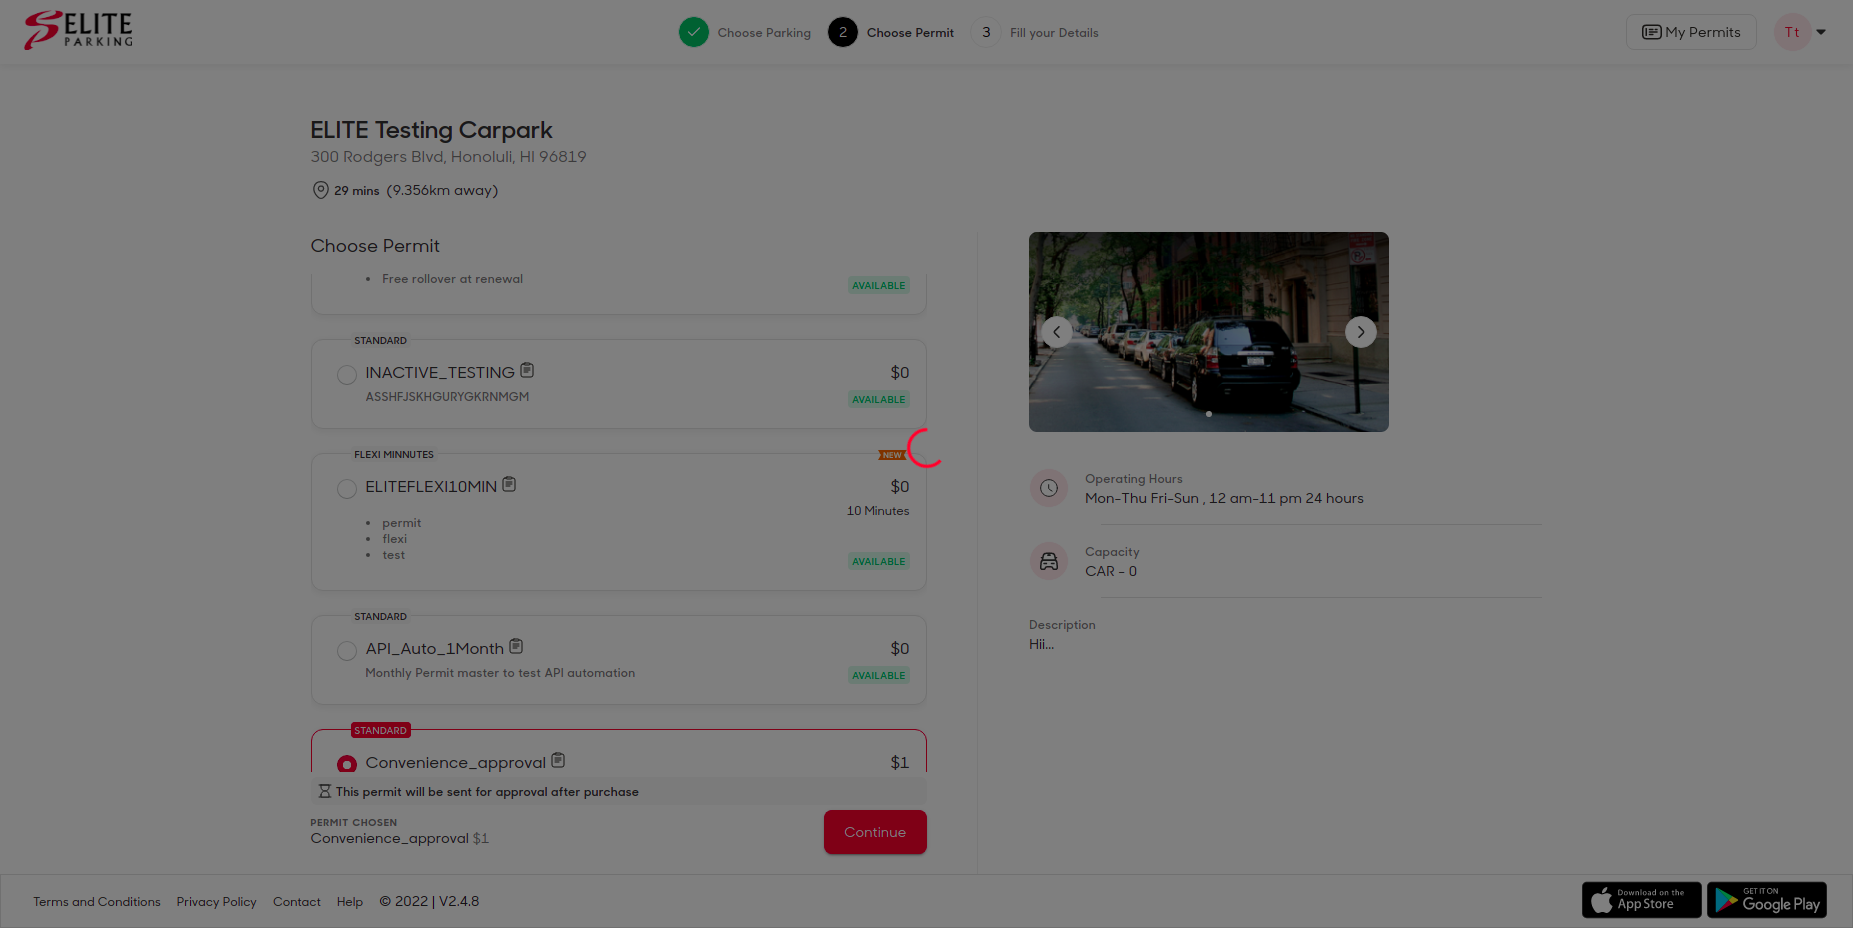 ELITE
PARKING
Choose Parking
2 Choose Permit
3 Fill your Details
My Permits
Tt
ELITE Testing Carpark
300 Rodgers Blvd, Honoluli, HI 96819
29 mins (9.356km away)
Choose Permit
• Free rollover at renewal
AVAILABLE
STANDARD
INACTIVE_TESTING $0
ASSHFJSKHGURYGKRNMGM
AVAILABLE
FLEXI MINNUTES
NEW
ELITEFLEXI10MIN $0
10 Minutes
• permit
• flexi
• test
AVAILABLE
STANDARD
API_Auto_1Month $0
Monthly Permit master to test API automation
AVAILABLE
STANDARD
Convenience_approval $1
This permit will be sent for approval after purchase
PERMIT CHOSEN
Convenience_approval $1
Continue
Operating Hours
Mon-Thu Fri-Sun , 12 am-11 pm 24 hours
Capacity
CAR - 0
Description
Hii...
Terms and Conditions Privacy Policy Contact Help © 2022 | V2.4.8
Download on the
App Store
GET IT ON
Google Play